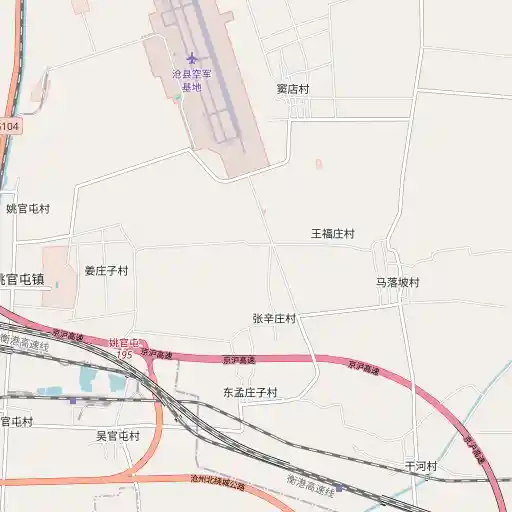 沧县空军
基地
窦店村
G104
姚官屯村
王福庄村
姜庄子村
姚官屯镇
马落坡村
张辛庄村
京沪高速
衡港高速线
姚官屯
195
京沪高速
京沪高速
京沪高速
东孟庄子村
官屯村
吴官屯村
京沪高速
干河村
沧州北绕城公路
衡港高速线